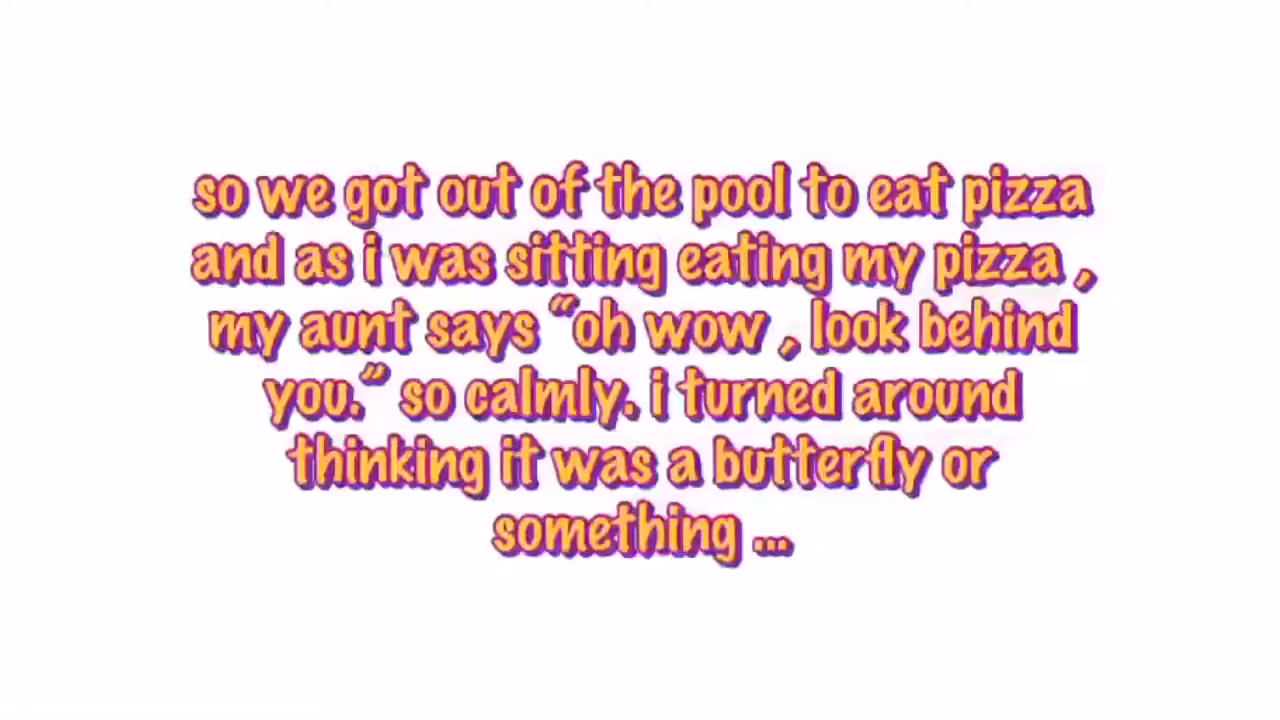 so we got out of the pool to eat pizza
and as i was sitting eating my pizza ,
my aunt says “oh wow , look behind
you.” so calmly. i turned around
thinking it was a butterfly or
something ...